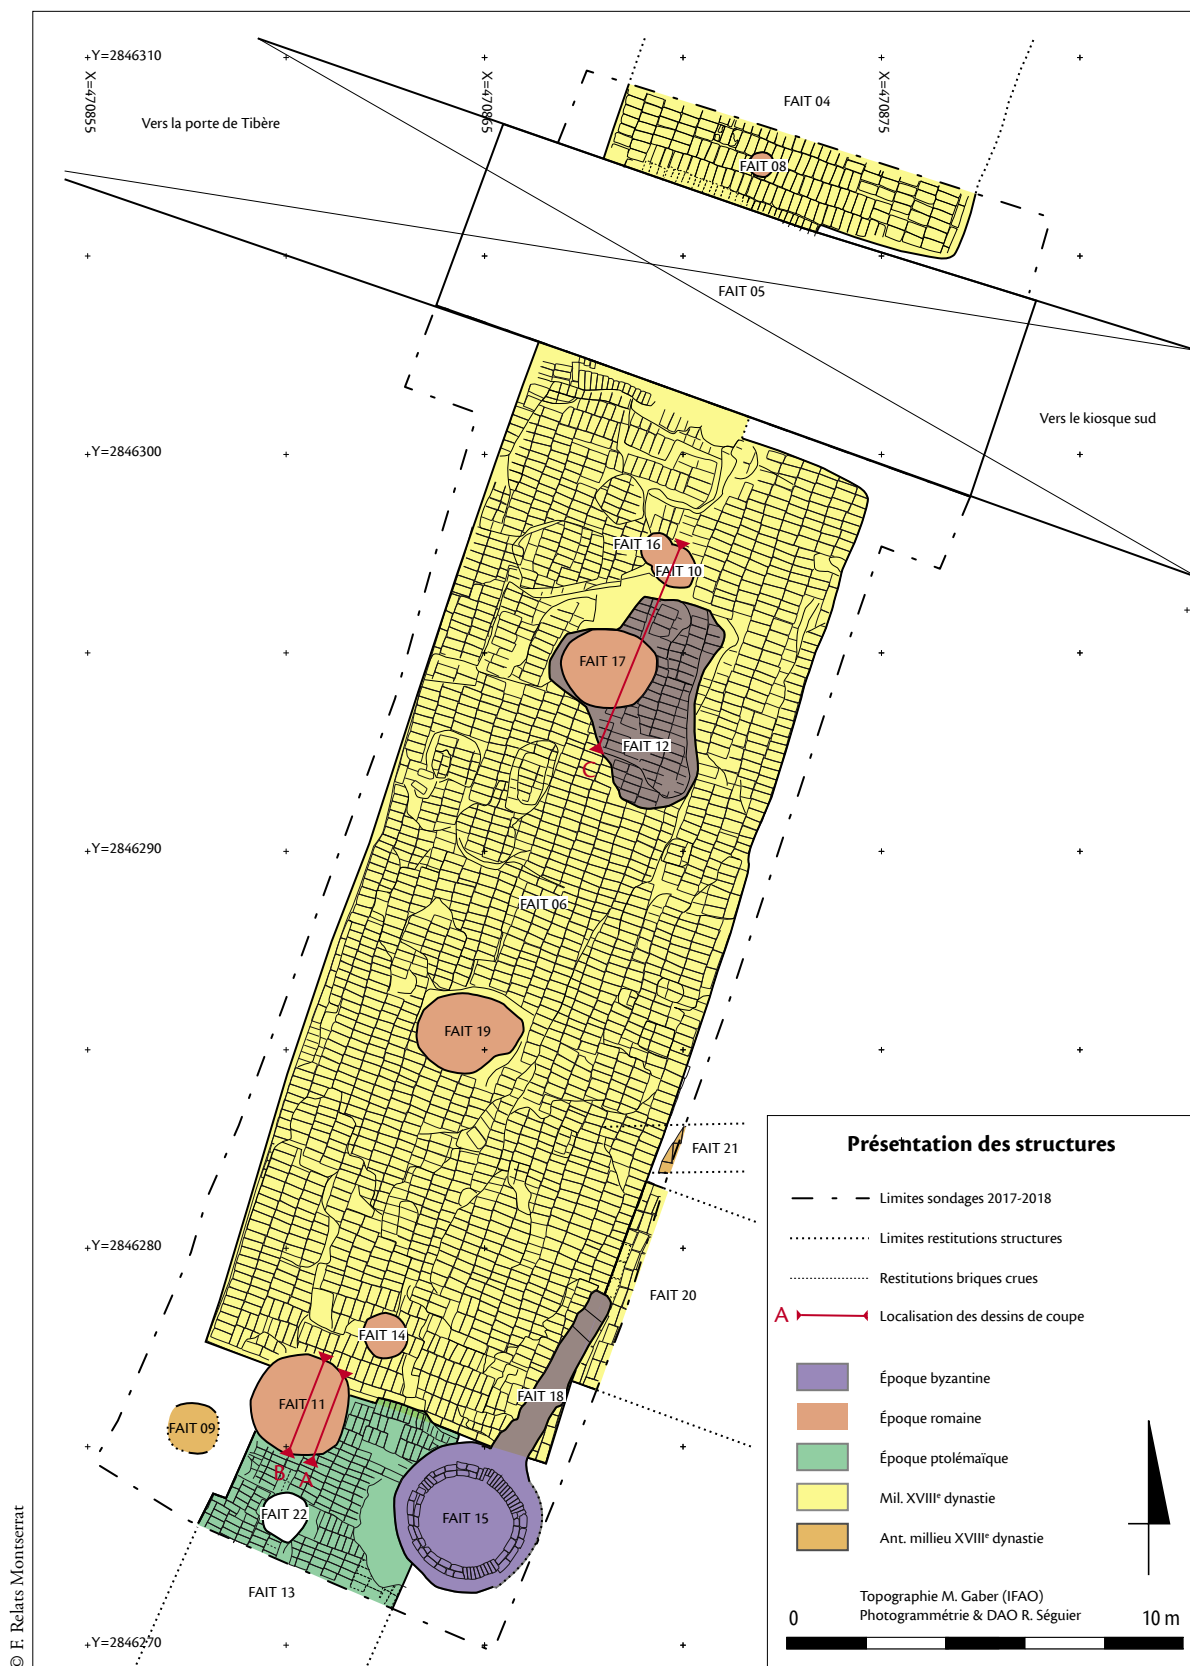 Y=2846310
X=470855
X=470865
X=470875
Vers la porte de Tibère
FAIT 04
FAIT 08
FAIT 05
Vers le kiosque sud
Y=2846300
FAIT 16
FAIT 10
FAIT 17
FAIT 12
C
Y=2846290
FAIT 06
FAIT 19
FAIT 21
Y=2846280
FAIT 20
FAIT 14
FAIT 18
FAIT 11
FAIT 09
B
A
FAIT 22
FAIT 15
FAIT 13
Y=2846270
Présentation des structures
Limites sondages 2017-2018
Limites restitutions structures
Restitutions briques crues
A
Localisation des dessins de coupe
Époque byzantine
Époque romaine
Époque ptolémaïque
Mil. XVIIIᵉ dynastie
Ant. millieu XVIIIᵉ dynastie
Topographie M. Gaber (IFAO)
Photogrammétrie & DAO R. Séguier
0
10 m
© F. Relats Montserrat